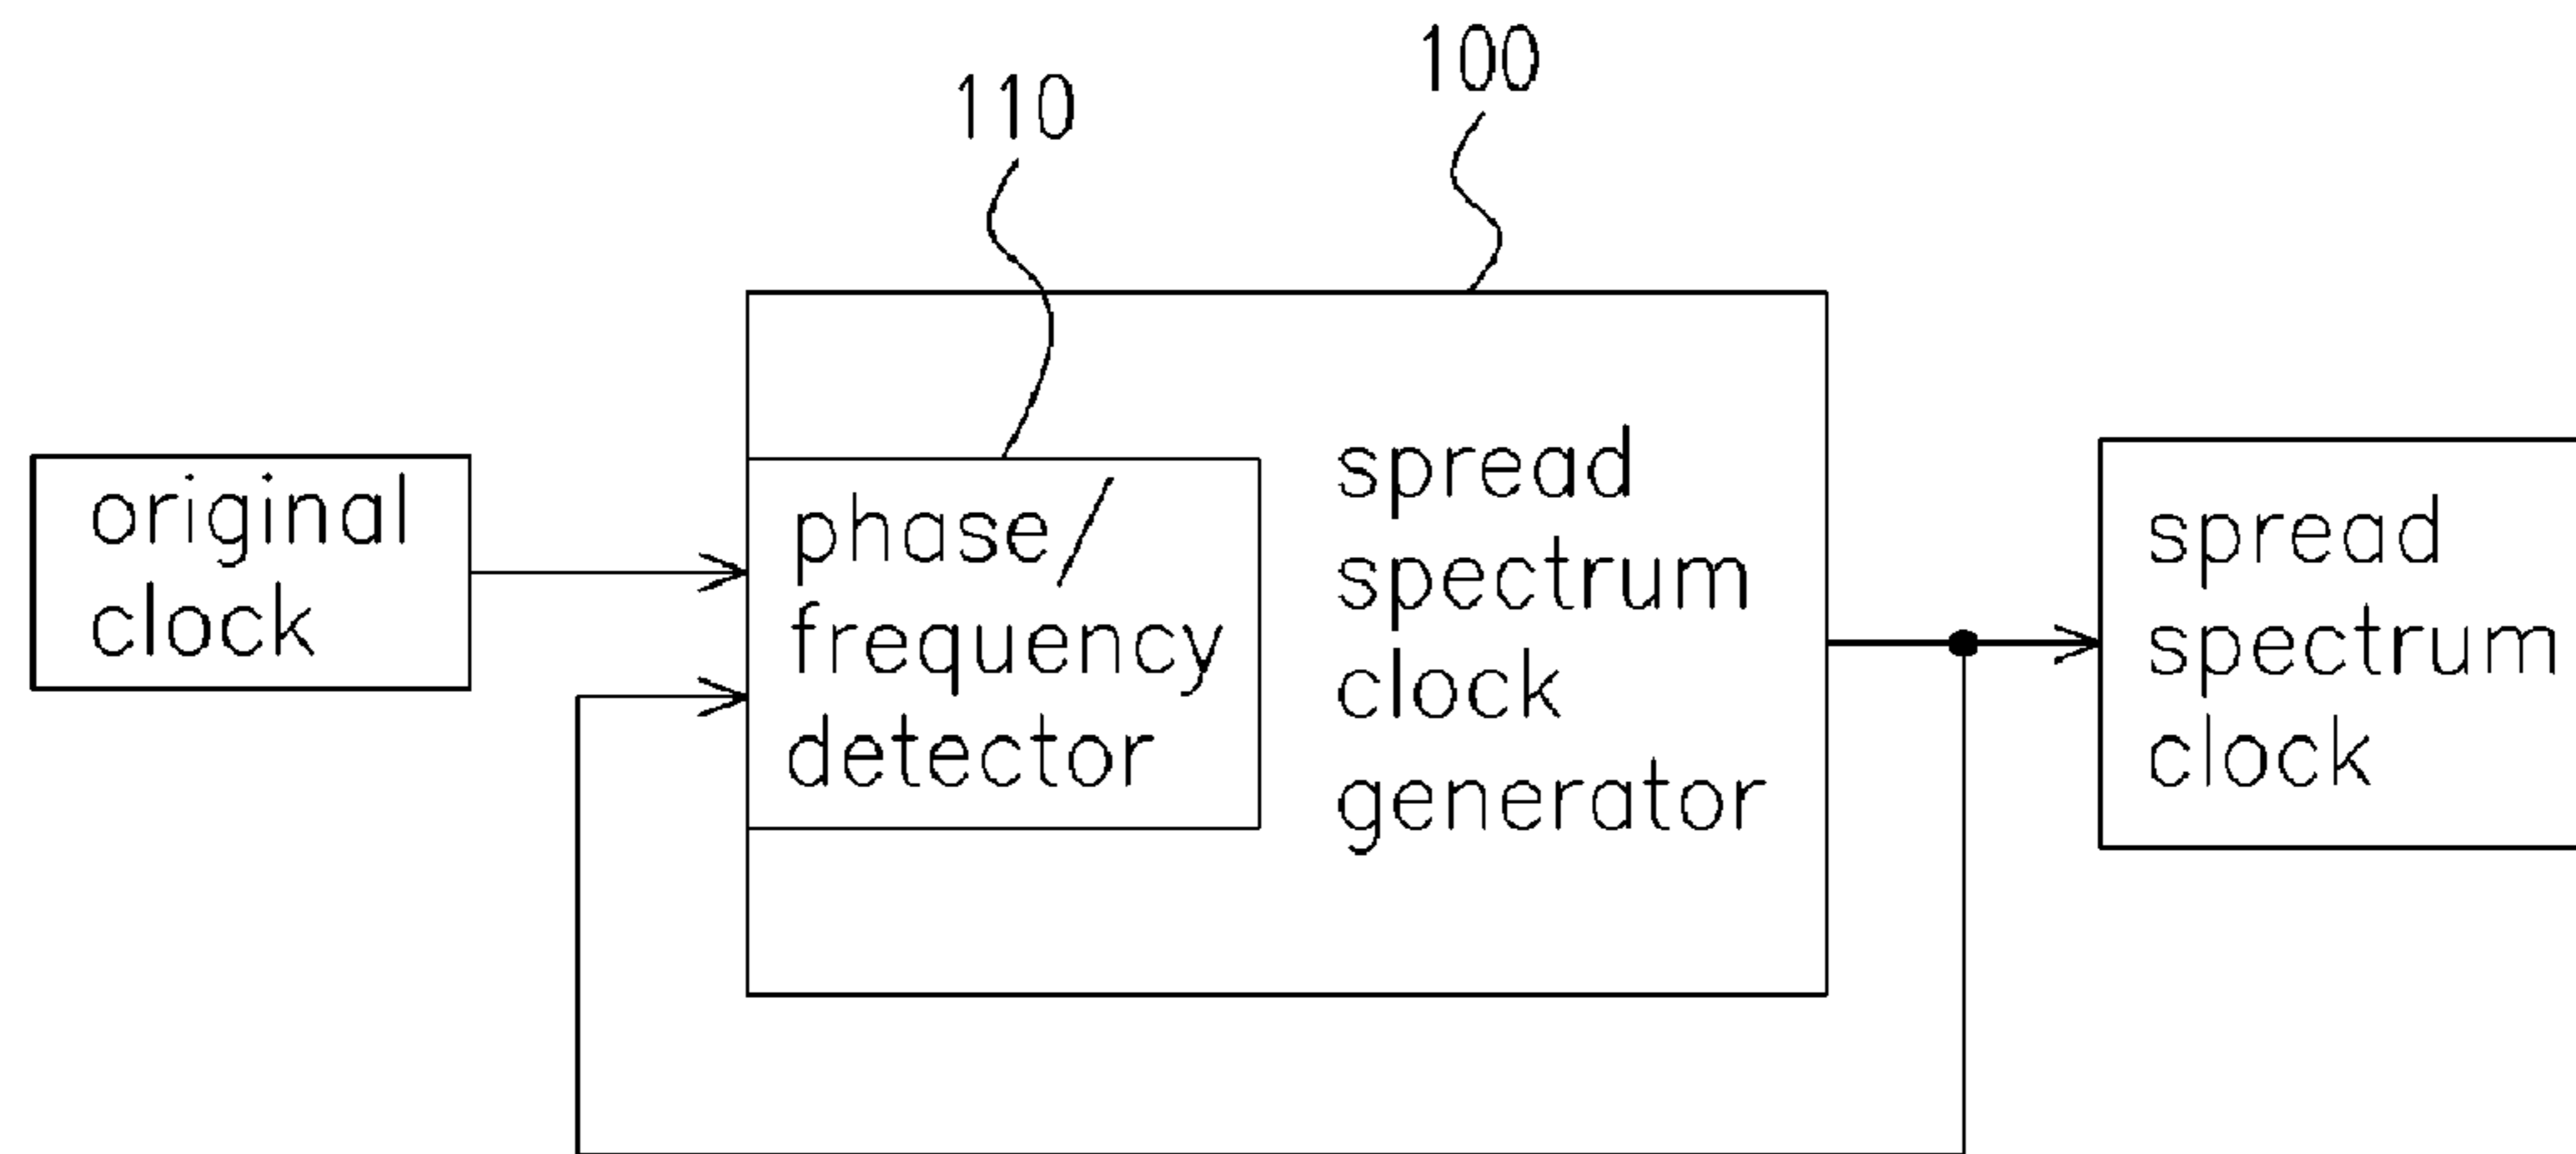 110
100
original
clock
phase/
frequency
detector
spread
spectrum
clock
generator
spread
spectrum
clock